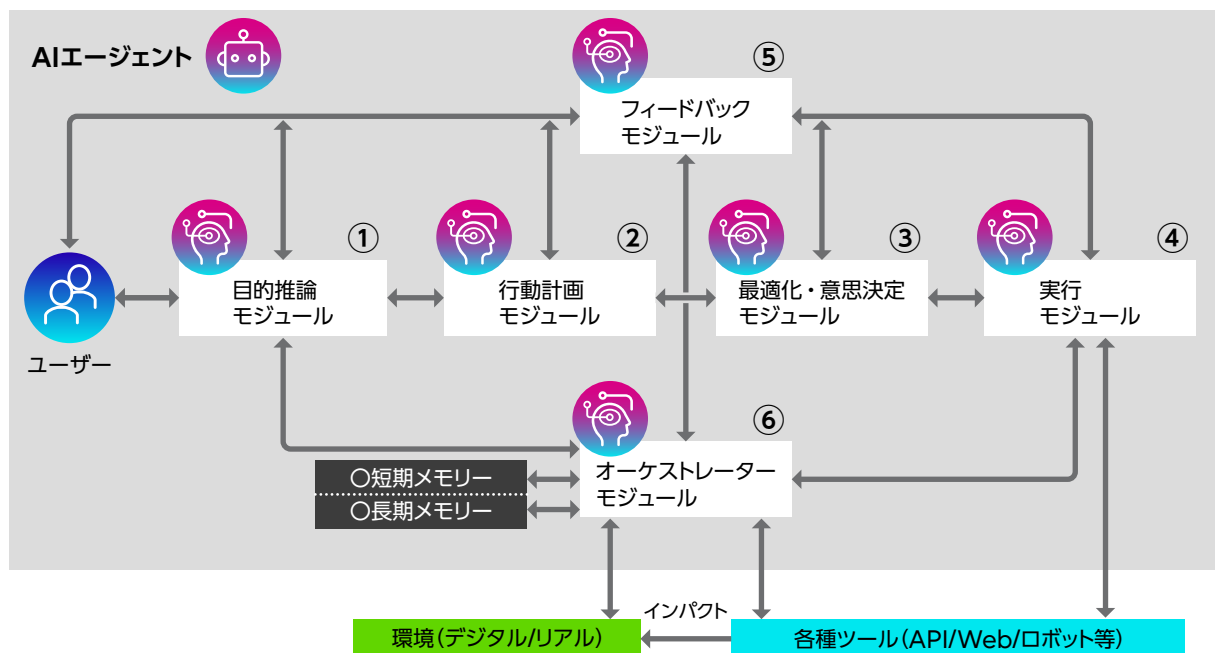 AIエージェント
⑤
フィードバック
モジュール
①
目的推論
モジュール
②
行動計画
モジュール
③
最適化・意思決定
モジュール
④
実行
モジュール
ユーザー
⑥
オーケストレーター
モジュール
〇短期メモリー
〇長期メモリー
インパクト
環境（デジタル/リアル）
各種ツール（API/Web/ロボット等）